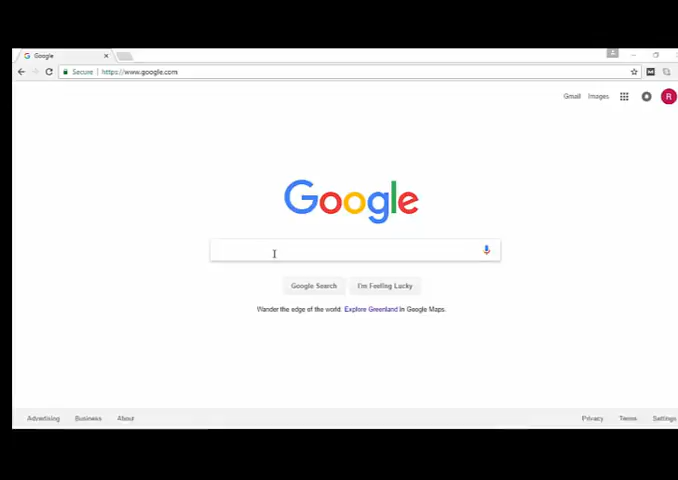 Google
Secure https://www.google.com
Gmail Images R
Google
Google Search I'm Feeling Lucky
Wander the edge of the world. Explore Greenland in Google Maps.
Advertising Business About Privacy Terms Settings